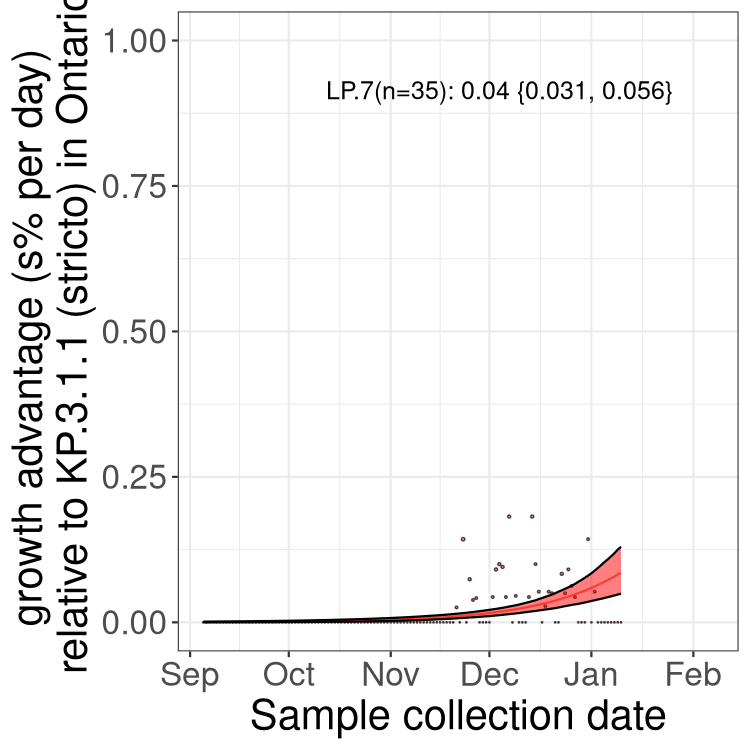 growth advantage (s% per day)
relative to KP.3.1.1 (stricto) in Ontario
1.00
0.75
0.50
0.25
0.00
LP.7(n=35): 0.04 {0.031, 0.056}
Sep Oct Nov Dec Jan Feb
Sample collection date